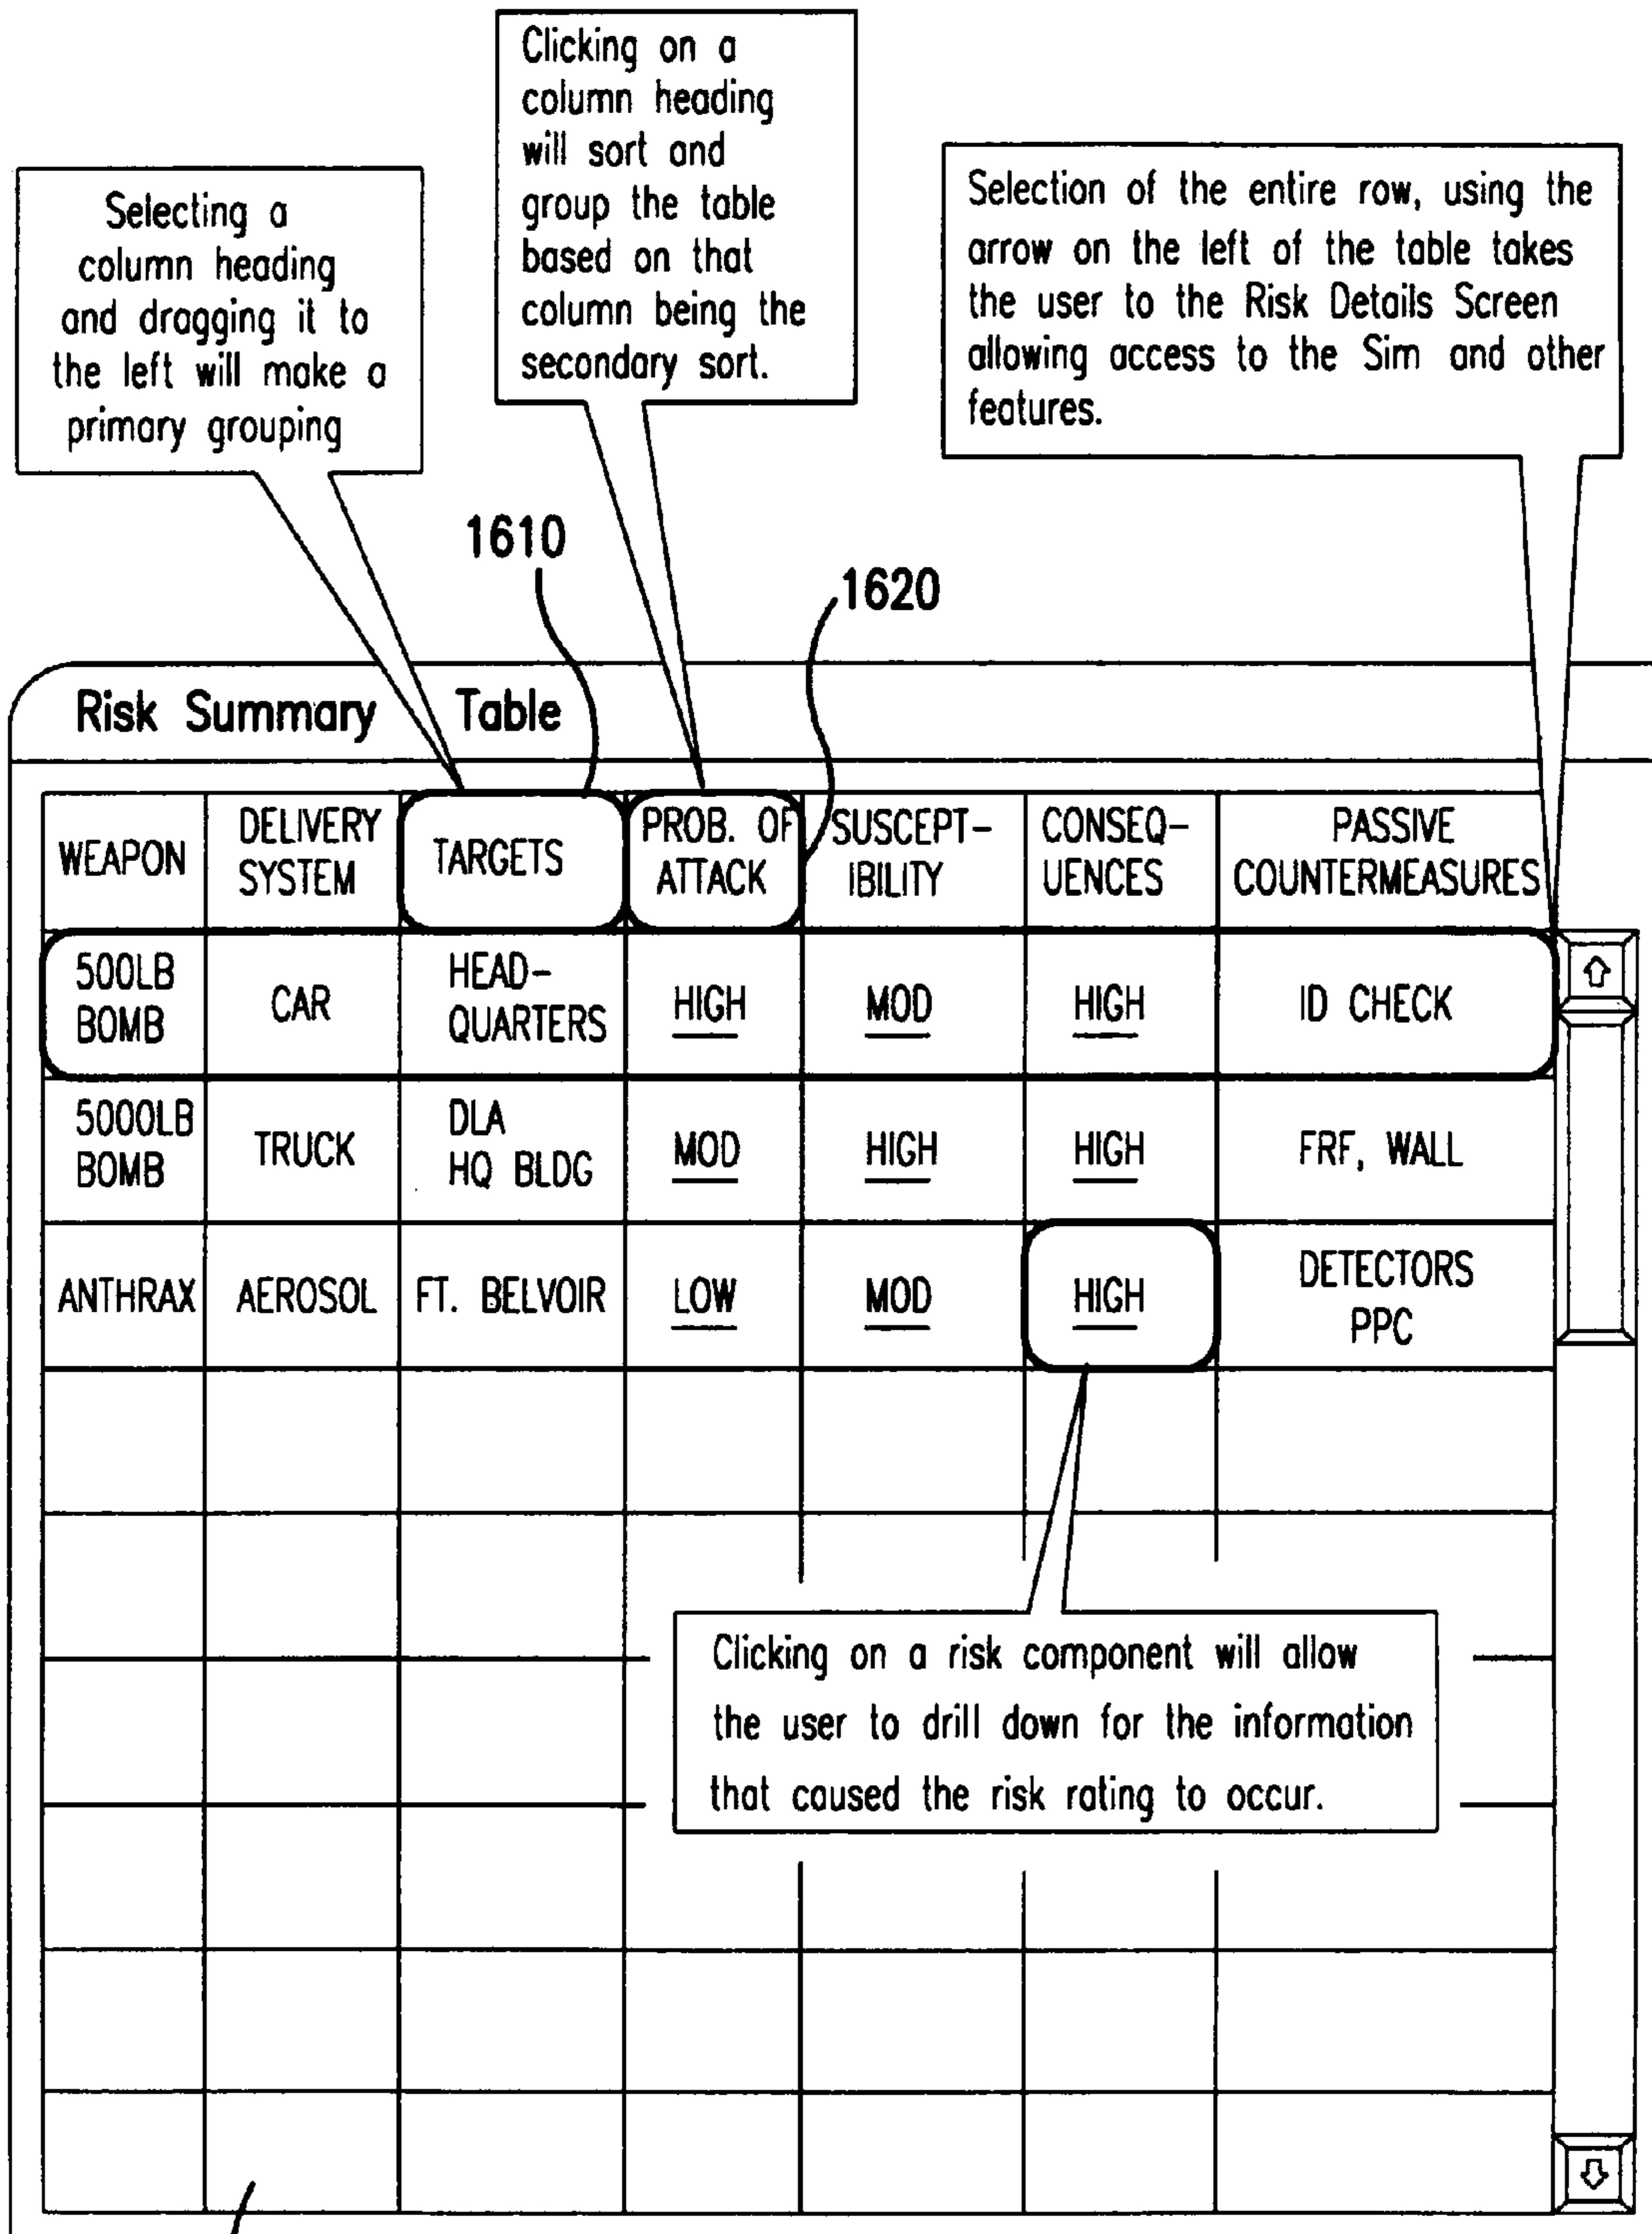 Clicking on a
column heading
will sort and
group the table
based on that
column being the
secondary sort.
Selecting a
column heading
and dragging it to
the left will make a
primary grouping
Selection of the entire row, using the
arrow on the left of the table takes
the user to the Risk Details Screen
allowing access to the Sim and other
features.
1610
1620
Risk Summary Table
WEAPON
DELIVERY
SYSTEM
TARGETS
PROB. OF
ATTACK
SUSCEPT-
IBILITY
CONSEQ-
UENCES
PASSIVE
COUNTERMEASURES
500LB
BOMB
CAR
HEAD-
QUARTERS
HIGH
MOD
HIGH
ID CHECK
5000LB
BOMB
TRUCK
DLA
HQ BLDG
MOD
HIGH
HIGH
FRF, WALL
ANTHRAX
AEROSOL
FT. BELVOIR
LOW
MOD
HIGH
DETECTORS
PPC
Clicking on a risk component will allow
the user to drill down for the information
that caused the risk rating to occur.